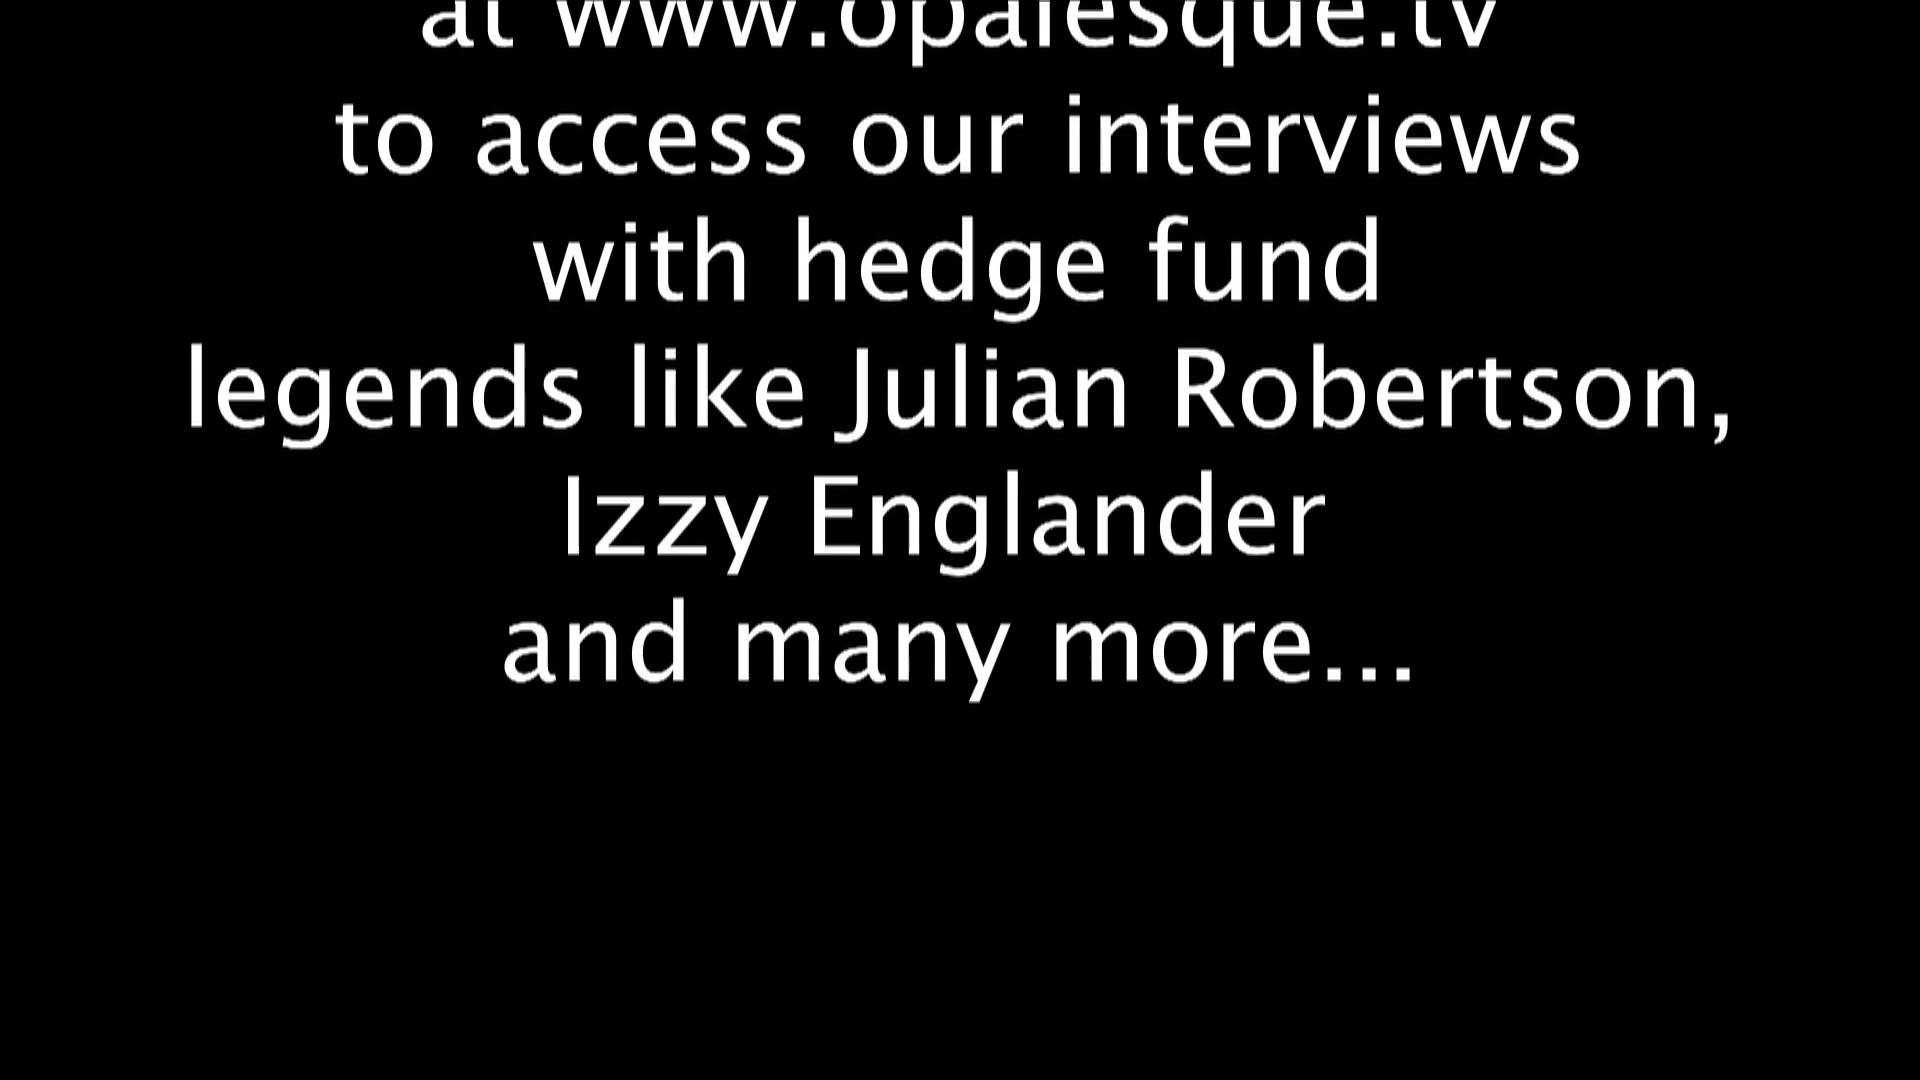 at www.opalesque.tv
to access our interviews
with hedge fund
legends like Julian Robertson,
Izzy Englander
and many more...